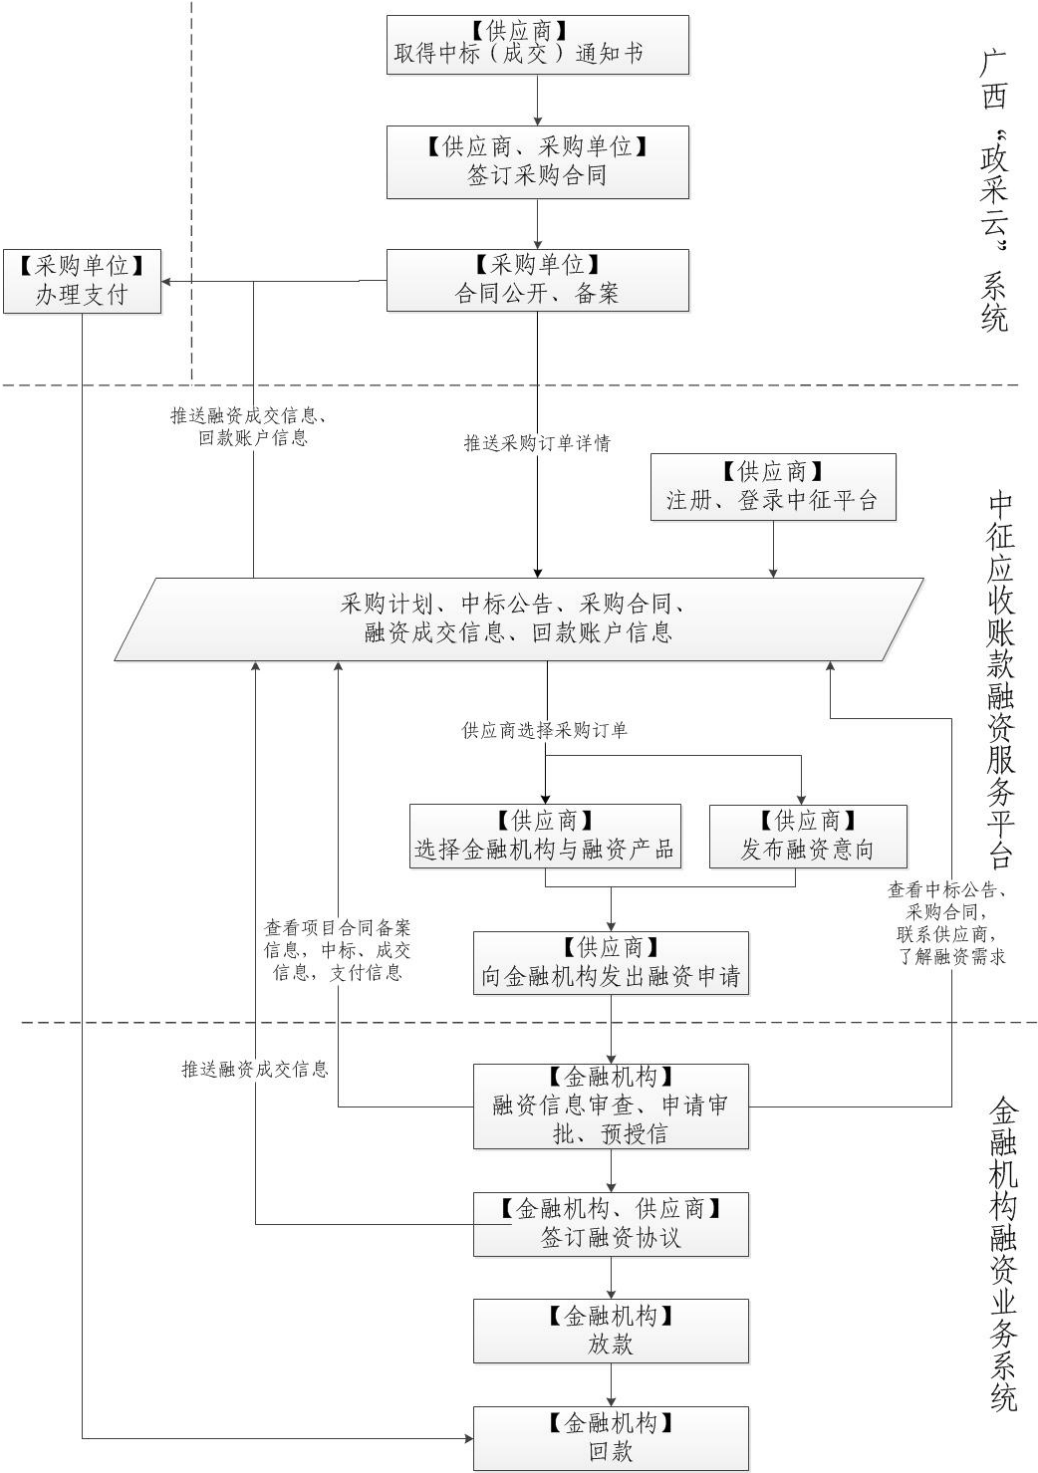 【供应商】
取得中标（成交）通知书
广西“政采云”系统
【供应商、采购单位】
签订采购合同
【采购单位】
办理支付
【采购单位】
合同公开、备案
推送融资成交信息、
回款账户信息
推送采购订单详情
【供应商】
注册、登录中征平台
中征应收账款融资服务平台
采购计划、中标公告、采购合同、
融资成交信息、回款账户信息
供应商选择采购订单
【供应商】
选择金融机构与融资产品
【供应商】
发布融资意向
查看中标公告、
采购合同，
联系供应商，
了解融资需求
查看项目合同备案
信息，中标、成交
信息，支付信息
【供应商】
向金融机构发出融资申请
推送融资成交信息
【金融机构】
融资信息审查、申请审
批、预授信
金融机构融资业务系统
【金融机构、供应商】
签订融资协议
【金融机构】
放款
【金融机构】
回款